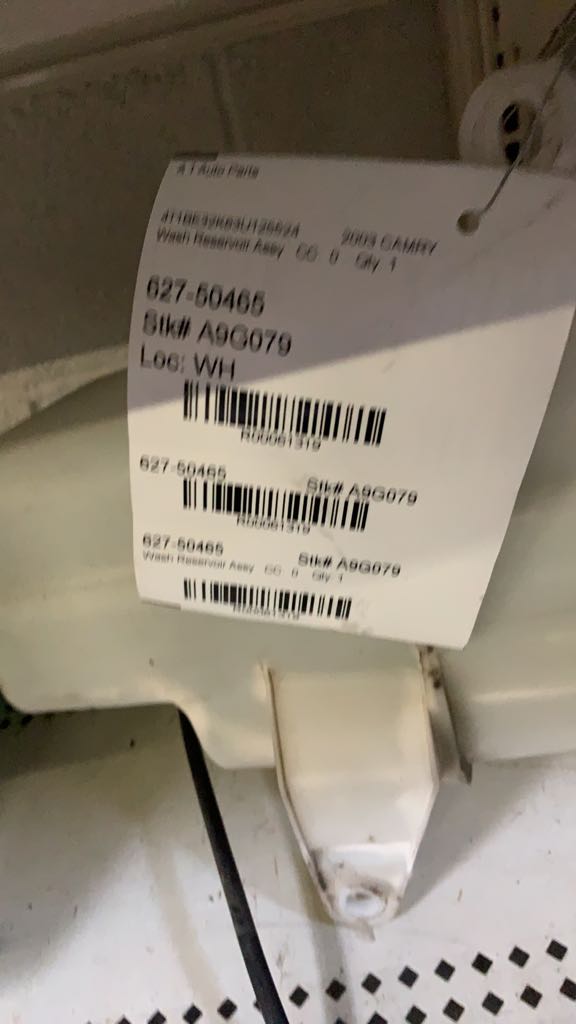 A 1 Auto Parts
2003 CAMRY
Wash Reservoir Assy CC 0 Qty 1
627-50465
Stk# A9G079
Loc: WH
R00061319
627-50465 Stk# A9G079
R00061319
627-50465 Stk# A9G079
Wash Reservoir Assy CC 0 Qty 1
R00061319